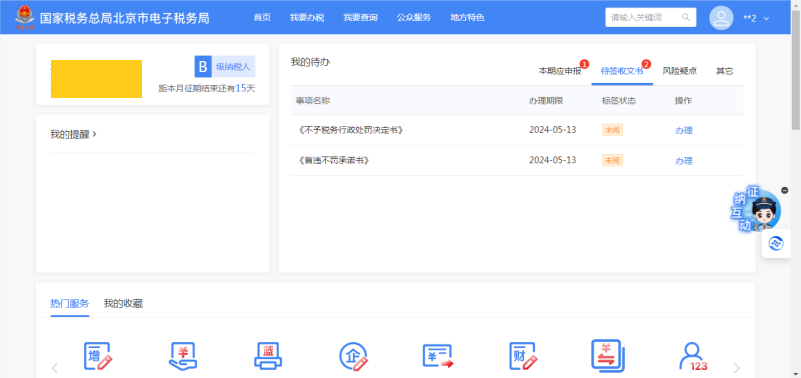 国家税务总局北京市电子税务局
首页 我要办税 我要查询 公众服务 地方特色
请输入关键词
**2
B 级纳税人
距本月征期结束还有15天
我的提醒 >
我的待办
本期应申报 1 待签收文书 2 风险疑点 其它
事项名称 办理期限 标签状态 操作
《不予税务行政处罚决定书》 2024-05-13 未阅 办理
《首违不罚承诺书》 2024-05-13 未阅 办理
征纳互动
热门服务 我的收藏
增 ¥ 蓝 企 ¥ 财 ¥ 123